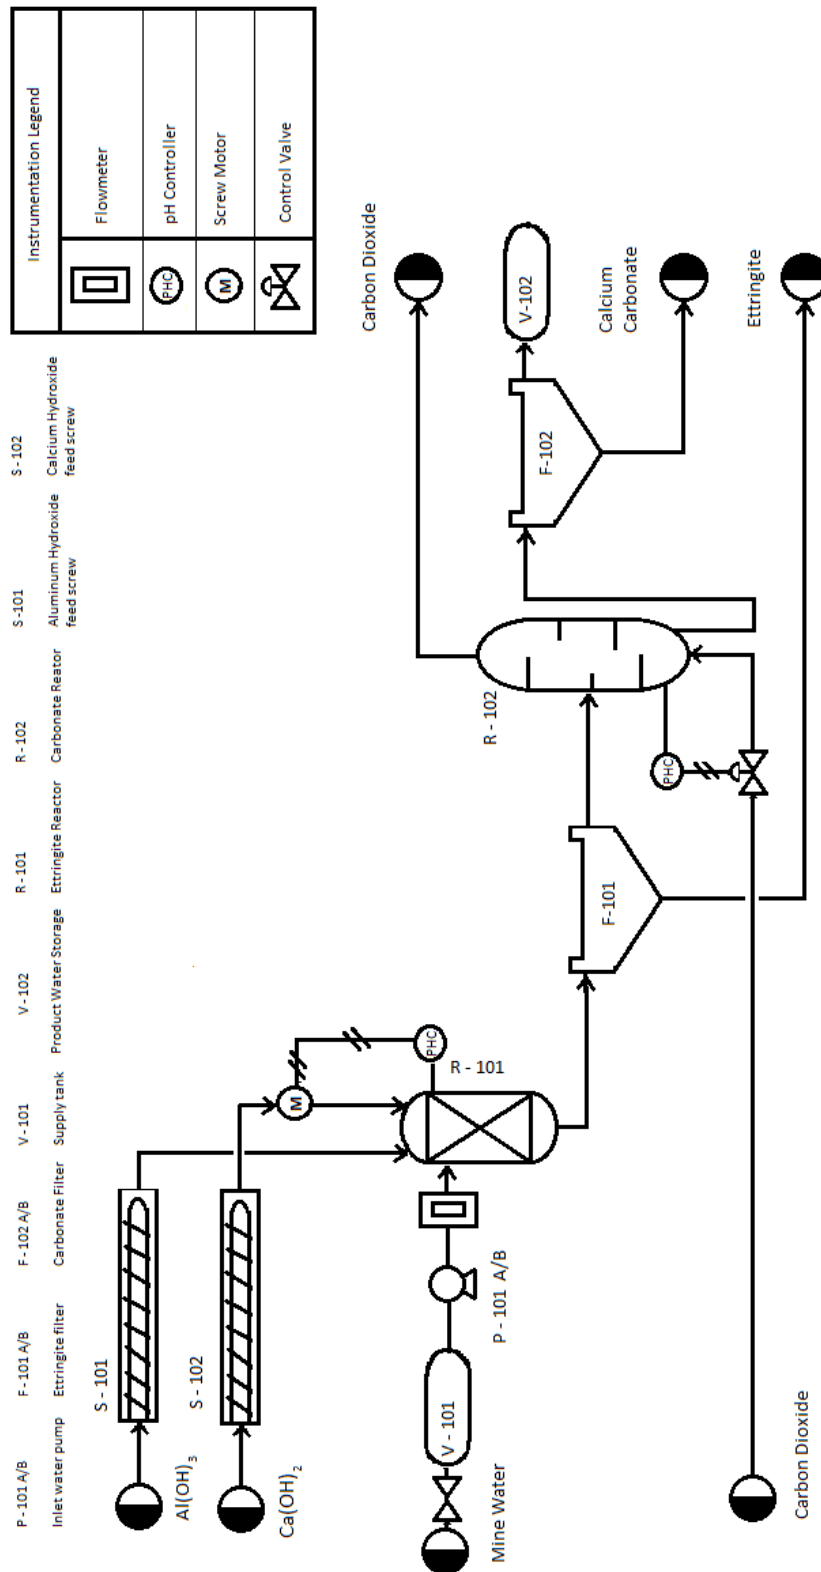 P - 101 A/B
Inlet water pump
F - 101 A/B
Ettringite filter
F - 102 A/B
Carbonate Filter
V - 101
Supply tank
V - 102
Product Water Storage
R - 101
Ettringite Reactor
R - 102
Carbonate Reator
S -101
Aluminum Hydroxide
feed screw
S - 102
Calcium Hydroxide
feed screw
Instrumentation Legend
Flowmeter
PHC
pH Controller
M
Screw Motor
Control Valve
S - 101
Al(OH)3
S - 102
Ca(OH)2
M
PHC
R - 101
Mine Water
V - 101
P - 101 A/B
F-101
R - 102
PHC
F-102
V-102
Carbon Dioxide
Calcium
Carbonate
Ettringite
Carbon Dioxide